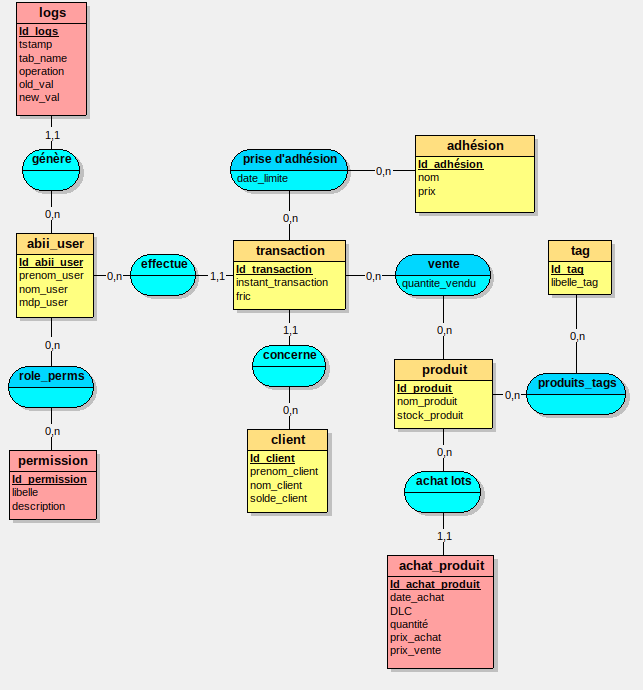 logs
Id_logs
tstamp
tab_name
operation
old_val
new_val
1,1
génère
0,n
abii_user
Id_abii_user
prenom_user
nom_user
mdp_user
0,n
effectue
1,1
transaction
Id_transaction
instant_transaction
fric
0,n
prise d'adhésion
date_limite
0,n
adhésion
Id_adhésion
nom
prix
0,n
vente
quantite_vendu
0,n
tag
Id_tag
libelle_tag
0,n
produits_tags
0,n
produit
Id_produit
nom_produit
stock_produit
1,1
concerne
0,n
client
Id_client
prenom_client
nom_client
solde_client
0,n
role_perms
0,n
permission
Id_permission
libelle
description
0,n
achat lots
1,1
achat_produit
Id_achat_produit
date_achat
DLC
quantité
prix_achat
prix_vente